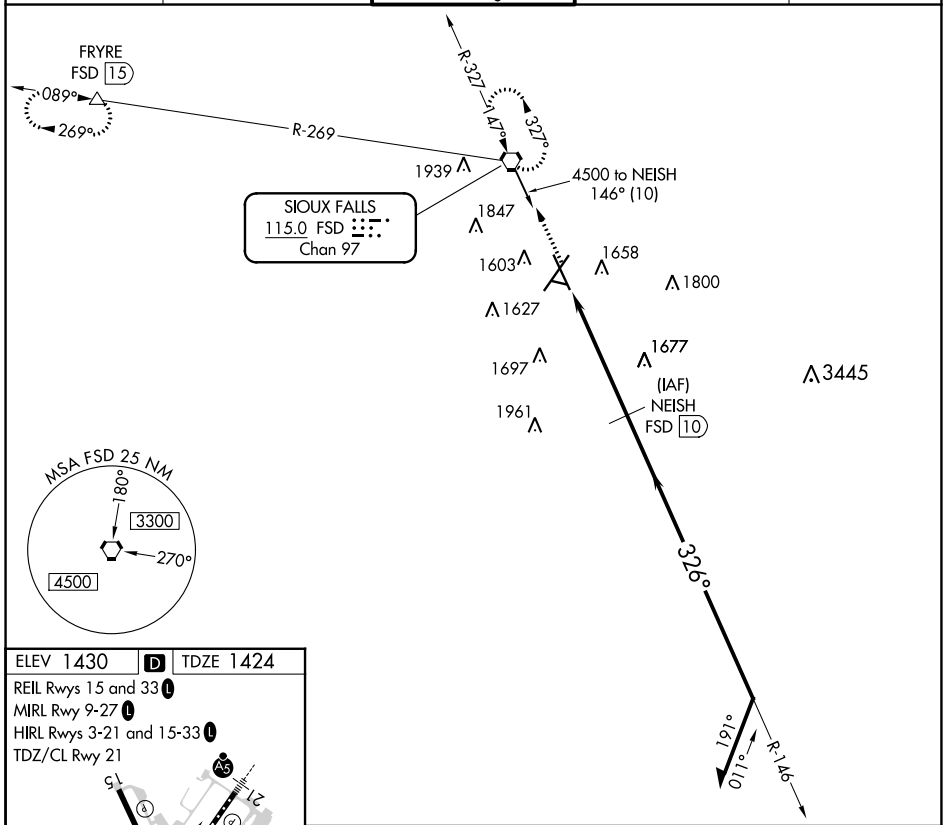 FRYRE
FSD 15
089°
269°
R-269
R-327
147°
327°
1939
4500 to NEISH
146° (10)
SIOUX FALLS
115.0 FSD
Chan 97
1847
1603
1658
1800
1627
1697
1677
3445
(IAF)
NEISH
FSD 10
1961
MSA FSD 25 NM
180°
3300
270°
4500
326°
191°
011°
R-146
ELEV 1430 D TDZE 1424
REIL Rwys 15 and 33 L
MIRL Rwy 9-27 L
HIRL Rwys 3-21 and 15-33 L
TDZ/CL Rwy 21
A5
21
P
P